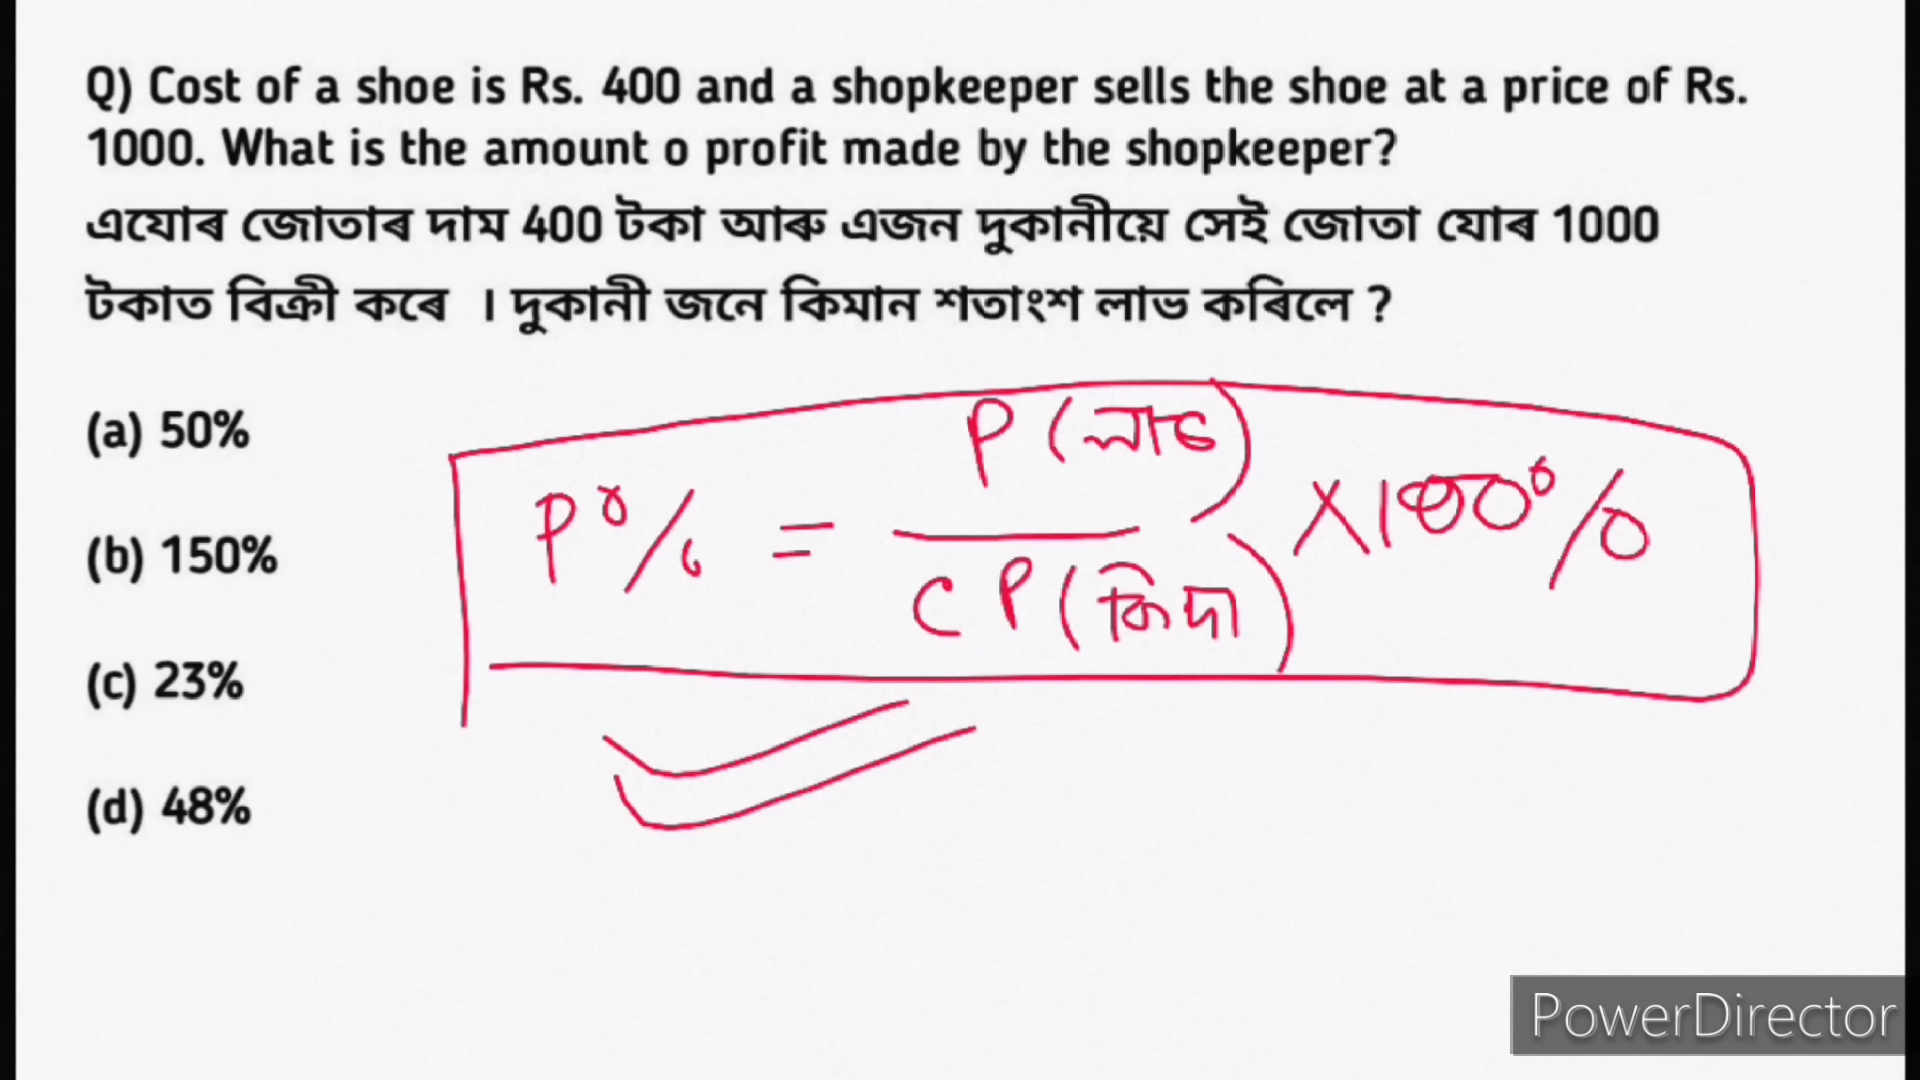 Q) Cost of a shoe is Rs. 400 and a shopkeeper sells the shoe at a price of Rs.
1000. What is the amount o profit made by the shopkeeper?
এযোৰ জোতাৰ দাম 400 টকা আৰু এজন দুকানীয়ে সেই জোতা যোৰ 1000
টকাত বিক্ৰী কৰে । দুকানী জনে কিমান শতাংশ লাভ কৰিলে ?
(a) 50%
P (লাভ)
P% = ——— X100%
CP (কিদা)
(b) 150%
(c) 23%
(d) 48%
PowerDirector